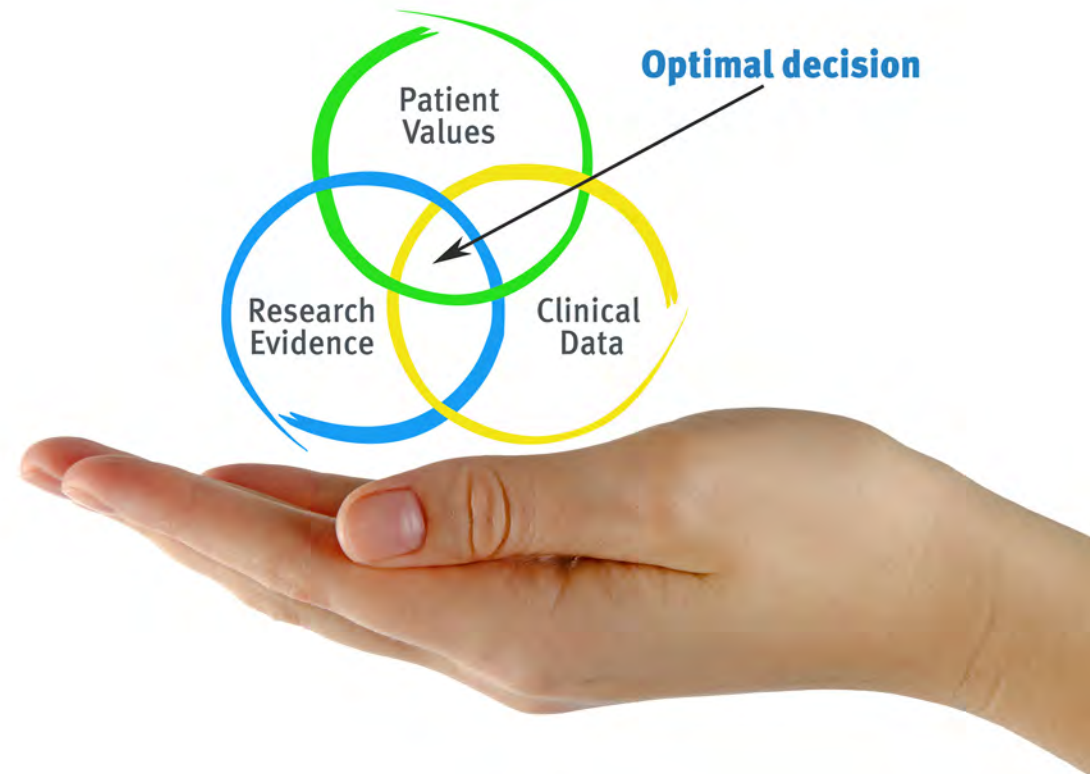 Optimal decision
Patient
Values
Research
Evidence
Clinical
Data